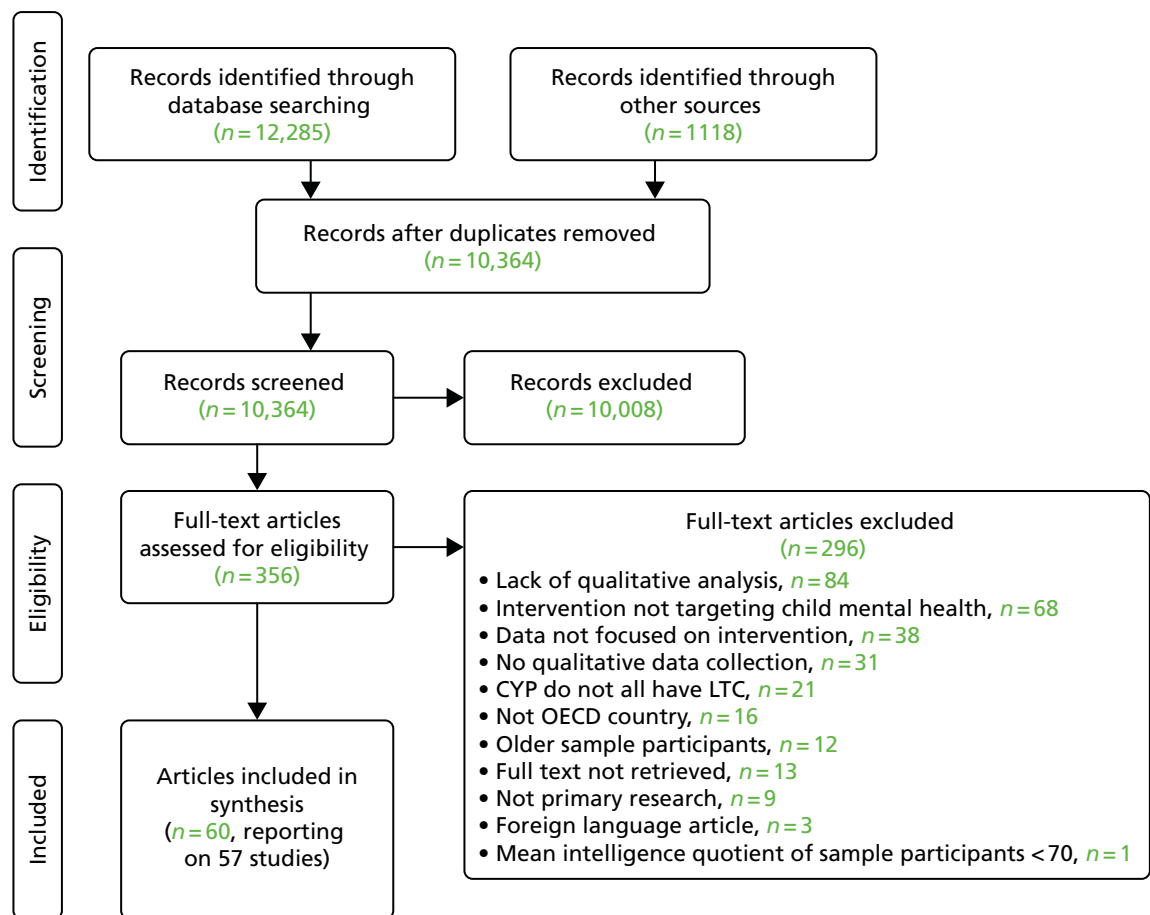 Identification
Records identified through
database searching
(n = 12,285)
Records identified through
other sources
(n = 1118)
Records after duplicates removed
(n = 10,364)
Screening
Records screened
(n = 10,364)
Records excluded
(n = 10,008)
Eligibility
Full-text articles
assessed for eligibility
(n = 356)
Full-text articles excluded
(n = 296)
• Lack of qualitative analysis, n = 84
• Intervention not targeting child mental health, n = 68
• Data not focused on intervention, n = 38
• No qualitative data collection, n = 31
• CYP do not all have LTC, n = 21
• Not OECD country, n = 16
• Older sample participants, n = 12
• Full text not retrieved, n = 13
• Not primary research, n = 9
• Foreign language article, n = 3
• Mean intelligence quotient of sample participants < 70, n = 1
Included
Articles included in
synthesis
(n = 60, reporting
on 57 studies)